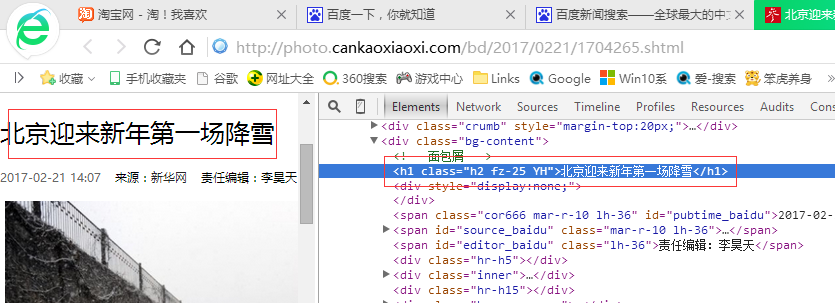 淘宝网 - 淘！我喜欢
百度一下，你就知道
百度新闻搜索——全球最大的中文
北京迎来新
http://photo.cankaoxiaoxi.com/bd/2017/0221/1704265.shtml
收藏 手机收藏夹 谷歌 网址大全 360搜索 游戏中心 Links Google Win10系 爱-搜索 笨虎养身 »
Elements Network Sources Timeline Profiles Resources Audits Cons
北京迎来新年第一场降雪
2017-02-21 14:07 来源：新华网 责任编辑：李昊天
<div class="crumb" style="margin-top:20px;">…</div>
<div class="bg-content">
<!-- 面包屑 -->
<h1 class="h2 fz-25 YH">北京迎来新年第一场降雪</h1>
<div style="display:none;">
</div>
<span class="cor666 mar-r-10 lh-36" id="pubtime_baidu">2017-02-
<span id="source_baidu" class="mar-r-10 lh-36">…</span>
<span id="editor_baidu" class="lh-36">责任编辑：李昊天</span>
<div class="hr-h5"></div>
<div class="inner">…</div>
<div class="hr-h15"></div>